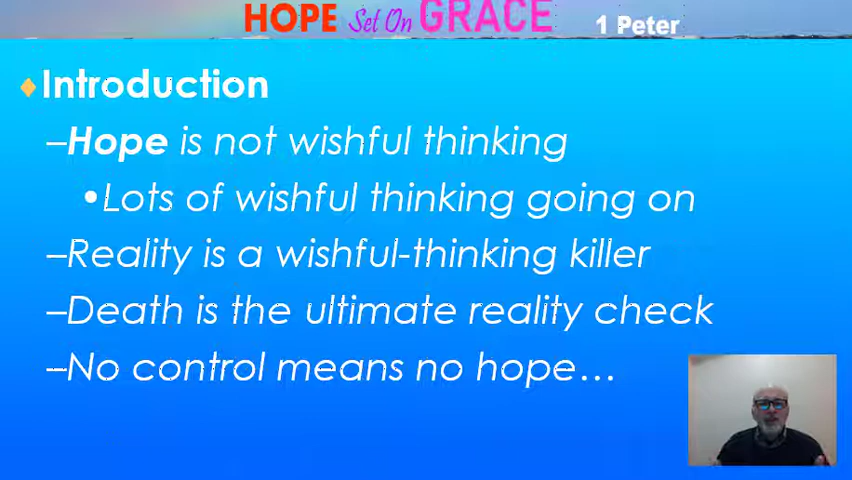 HOPE Set On GRACE 1 Peter
Introduction
–Hope is not wishful thinking
•Lots of wishful thinking going on
–Reality is a wishful-thinking killer
–Death is the ultimate reality check
–No control means no hope…